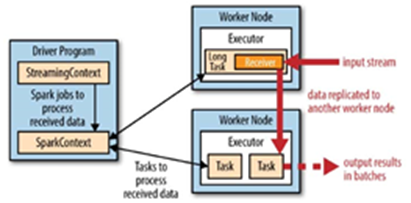 Driver Program
StreamingContext
Spark jobs to
process
received data
SparkContext
Tasks to
process
received data
Worker Node
Executor
Long
Task
Receiver
input stream
data replicated to
another worker node
Worker Node
Executor
Task
Task
output results
in batches